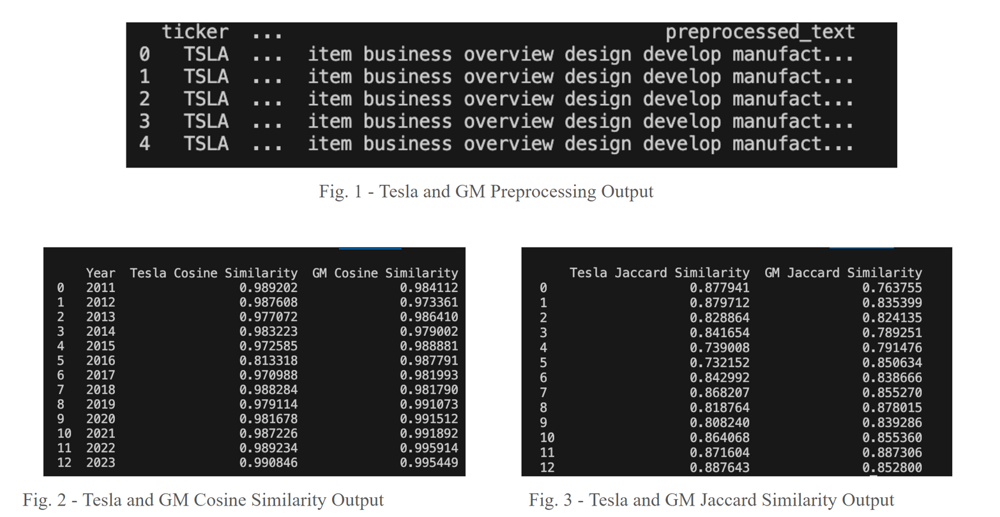 ticker ... preprocessed_text
0 TSLA ... item business overview design develop manufact...
1 TSLA ... item business overview design develop manufact...
2 TSLA ... item business overview design develop manufact...
3 TSLA ... item business overview design develop manufact...
4 TSLA ... item business overview design develop manufact...
Fig. 1 - Tesla and GM Preprocessing Output
Year Tesla Cosine Similarity GM Cosine Similarity
0 2011 0.989202 0.984112
1 2012 0.987608 0.973361
2 2013 0.977072 0.986410
3 2014 0.983223 0.979002
4 2015 0.972585 0.988881
5 2016 0.813318 0.987791
6 2017 0.970988 0.981993
7 2018 0.988284 0.981790
8 2019 0.979114 0.991073
9 2020 0.981678 0.991512
10 2021 0.987226 0.991892
11 2022 0.989234 0.995914
12 2023 0.990846 0.995449
Fig. 2 - Tesla and GM Cosine Similarity Output
Tesla Jaccard Similarity GM Jaccard Similarity
0 0.877941 0.763755
1 0.879712 0.835399
2 0.828864 0.824135
3 0.841654 0.789251
4 0.739008 0.791476
5 0.732152 0.850634
6 0.842992 0.838666
7 0.868207 0.855270
8 0.818764 0.878015
9 0.808240 0.839286
10 0.864068 0.855360
11 0.871604 0.887306
12 0.887643 0.852800
Fig. 3 - Tesla and GM Jaccard Similarity Output